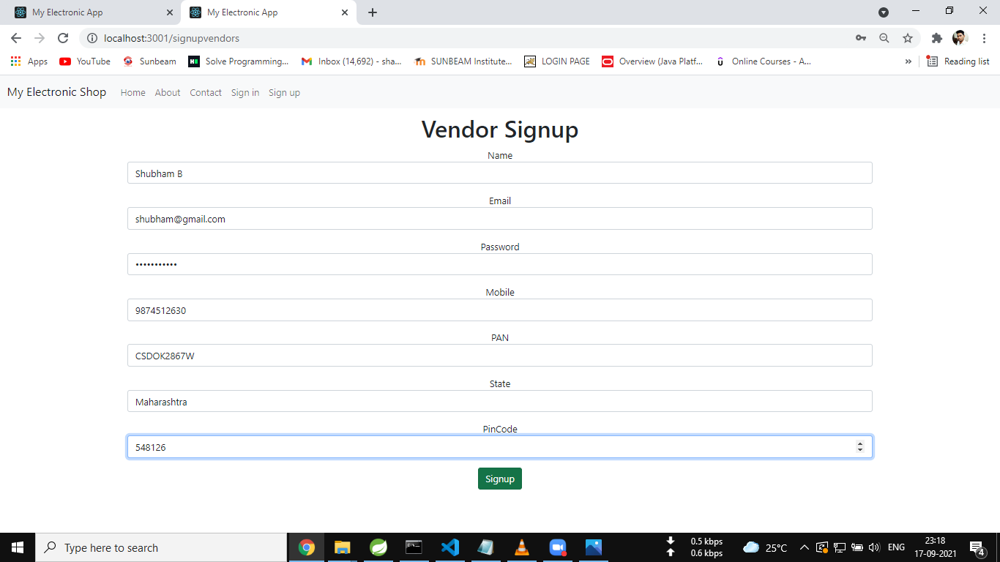 My Electronic App
My Electronic App
localhost:3001/signupvendors
Apps YouTube Sunbeam Solve Programming... Inbox (14,692) - sha... SUNBEAM Institute... LOGIN PAGE Overview (Java Platf... Online Courses - A... » Reading list
My Electronic Shop Home About Contact Sign in Sign up
Vendor Signup
Name
Shubham B
Email
shubham@gmail.com
Password
•••••••••••
Mobile
9874512630
PAN
CSDOK2867W
State
Maharashtra
PinCode
548126
Signup
Type here to search
0.5 kbps
0.6 kbps
25°C
ENG
23:18
17-09-2021
4